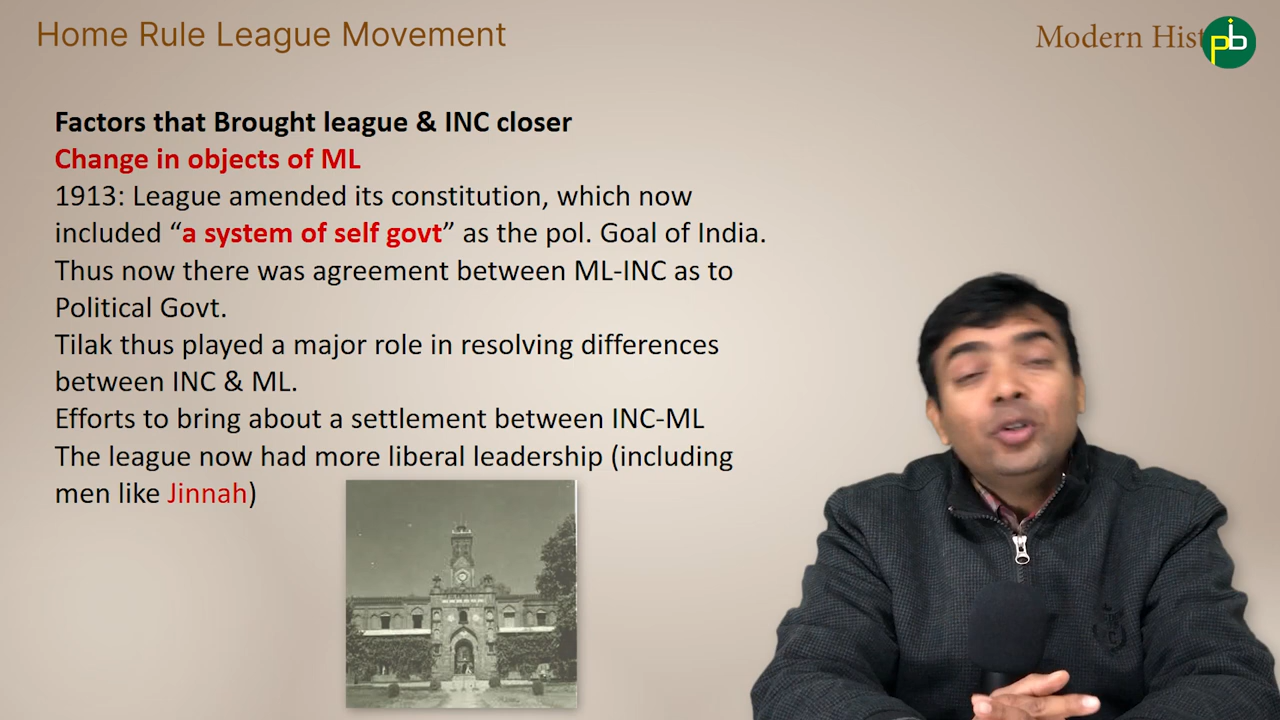 Home Rule League Movement
Modern Hist
pib
Factors that Brought league & INC closer
Change in objects of ML
1913: League amended its constitution, which now
included “a system of self govt” as the pol. Goal of India.
Thus now there was agreement between ML-INC as to
Political Govt.
Tilak thus played a major role in resolving differences
between INC & ML.
Efforts to bring about a settlement between INC-ML
The league now had more liberal leadership (including
men like Jinnah)